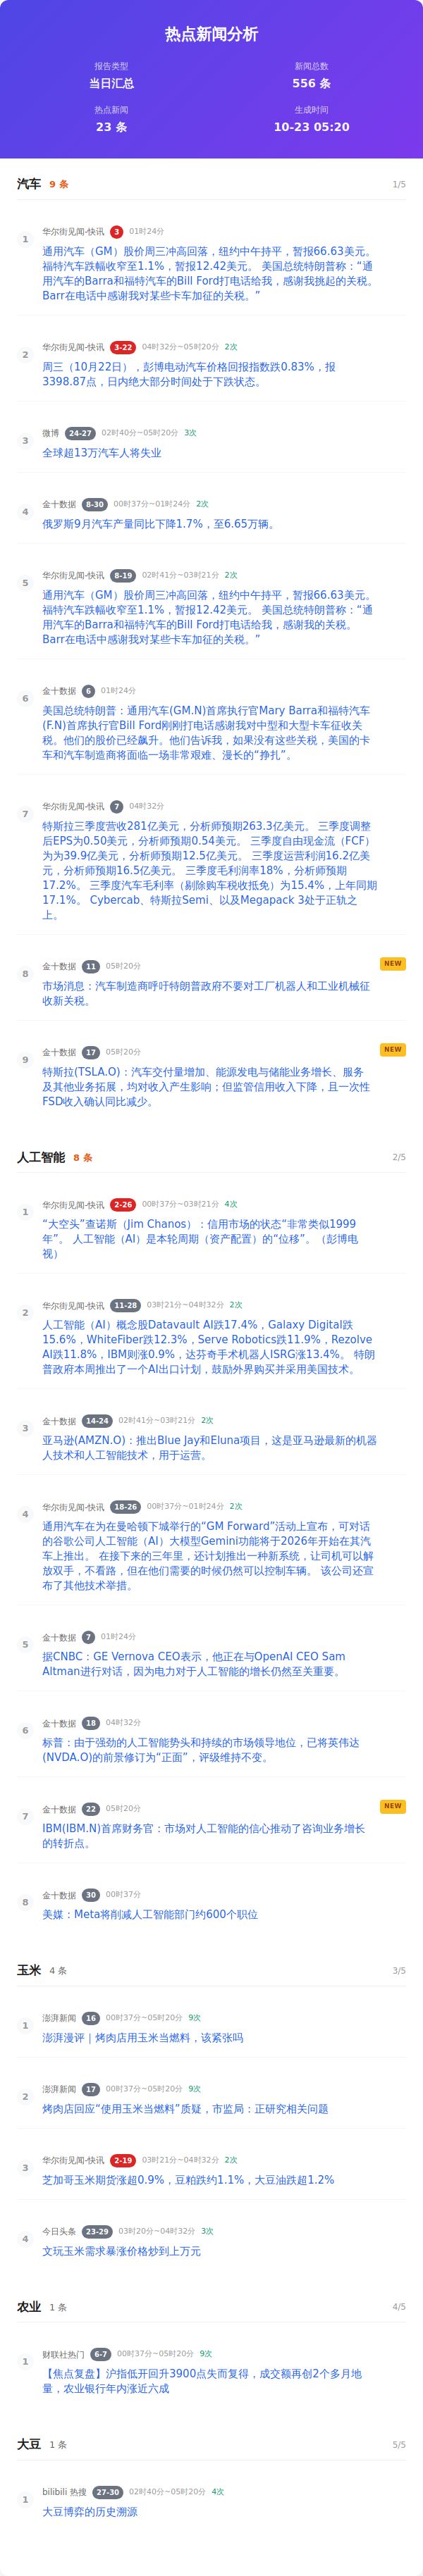 热点新闻分析
报告类型 新闻总数
当日汇总 556 条
热点新闻 生成时间
23 条 10-23 05:20
汽车 9 条 1/5
1 华尔街见闻-快讯 3 01时24分
通用汽车（GM）股价周三冲高回落，纽约中午持平，暂报66.63美元。
福特汽车跌幅收窄至1.1%，暂报12.42美元。 美国总统特朗普称：“通
用汽车的Barra和福特汽车的Bill Ford打电话给我，感谢我挑起的关税。
Barr在电话中感谢我对某些卡车加征的关税。”
2 华尔街见闻-快讯 3-22 04时32分~05时20分 2次
周三（10月22日），彭博电动汽车价格回报指数跌0.83%，报
3398.87点，日内绝大部分时间处于下跌状态。
3 微博 24-27 02时40分~05时20分 3次
全球超13万汽车人将失业
4 金十数据 8-30 00时37分~01时24分 2次
俄罗斯9月汽车产量同比下降1.7%，至6.65万辆。
5 华尔街见闻-快讯 8-19 02时41分~03时21分 2次
通用汽车（GM）股价周三冲高回落，纽约中午持平，暂报66.63美元。
福特汽车跌幅收窄至1.1%，暂报12.42美元。 美国总统特朗普称：“通
用汽车的Barra和福特汽车的Bill Ford打电话给我，感谢我的关税。
Barr在电话中感谢我对某些卡车加征的关税。”
6 金十数据 6 01时24分
美国总统特朗普：通用汽车(GM.N)首席执行官Mary Barra和福特汽车
(F.N)首席执行官Bill Ford刚刚打电话感谢我对中型和大型卡车征收关
税。他们的股价已经飙升。他们告诉我，如果没有这些关税，美国的卡
车和汽车制造商将面临一场非常艰难、漫长的“挣扎”。
7 华尔街见闻-快讯 7 04时32分
特斯拉三季度营收281亿美元，分析师预期263.3亿美元。 三季度调整
后EPS为0.50美元，分析师预期0.54美元。 三季度自由现金流（FCF）
为为39.9亿美元，分析师预期12.5亿美元。 三季度运营利润16.2亿美
元，分析师预期16.5亿美元。 三季度毛利润率18%，分析师预期
17.2%。 三季度汽车毛利率（剔除购车税收抵免）为15.4%，上年同期
17.1%。 Cybercab、特斯拉Semi、以及Megapack 3处于正轨之
上。
8 金十数据 11 05时20分 NEW
市场消息：汽车制造商呼吁特朗普政府不要对工厂机器人和工业机械征
收新关税。
9 金十数据 17 05时20分 NEW
特斯拉(TSLA.O)：汽车交付量增加、能源发电与储能业务增长、服务
及其他业务拓展，均对收入产生影响；但监管信用收入下降，且一次性
FSD收入确认同比减少。
人工智能 8 条 2/5
1 华尔街见闻-快讯 2-26 00时37分~03时21分 4次
“大空头”查诺斯（Jim Chanos）：信用市场的状态“非常类似1999
年”。 人工智能（AI）是本轮周期（资产配置）的“位移”。（彭博电
视）
2 华尔街见闻-快讯 11-28 03时21分~04时32分 2次
人工智能（AI）概念股Datavault AI跌17.4%，Galaxy Digital跌
15.6%，WhiteFiber跌12.3%，Serve Robotics跌11.9%，Rezolve
AI跌11.8%，IBM则涨0.9%，达芬奇手术机器人ISRG涨13.4%。 特朗
普政府本周推出了一个AI出口计划，鼓励外界购买并采用美国技术。
3 金十数据 14-24 02时41分~03时21分 2次
亚马逊(AMZN.O)：推出Blue Jay和Eluna项目，这是亚马逊最新的机器
人技术和人工智能技术，用于运营。
4 华尔街见闻-快讯 18-26 00时37分~01时24分 2次
通用汽车在为在曼哈顿下城举行的“GM Forward”活动上宣布，可对话
的谷歌公司人工智能（AI）大模型Gemini功能将于2026年开始在其汽
车上推出。 在接下来的三年里，还计划推出一种新系统，让司机可以解
放双手，不看路，但在他们需要的时候仍然可以控制车辆。 该公司还宣
布了其他技术举措。
5 金十数据 7 01时24分
据CNBC：GE Vernova CEO表示，他正在与OpenAI CEO Sam
Altman进行对话，因为电力对于人工智能的增长仍然至关重要。
6 金十数据 18 04时32分
标普：由于强劲的人工智能势头和持续的市场领导地位，已将英伟达
(NVDA.O)的前景修订为“正面”，评级维持不变。
7 金十数据 22 05时20分 NEW
IBM(IBM.N)首席财务官：市场对人工智能的信心推动了咨询业务增长
的转折点。
8 金十数据 30 00时37分
美媒：Meta将削减人工智能部门约600个职位
玉米 4 条 3/5
1 澎湃新闻 16 00时37分~05时20分 9次
澎湃漫评｜烤肉店用玉米当燃料，该紧张吗
2 澎湃新闻 17 00时37分~05时20分 9次
烤肉店回应“使用玉米当燃料”质疑，市监局：正研究相关问题
3 华尔街见闻-快讯 2-19 03时21分~04时32分 2次
芝加哥玉米期货涨超0.9%，豆粕跌约1.1%，大豆油跌超1.2%
4 今日头条 23-29 03时20分~04时32分 3次
文玩玉米需求暴涨价格炒到上万元
农业 1 条 4/5
1 财联社热门 6-7 00时37分~05时20分 9次
【焦点复盘】沪指低开回升3900点失而复得，成交额再创2个多月地
量，农业银行年内涨近六成
大豆 1 条 5/5
1 bilibili 热搜 27-30 02时40分~05时20分 4次
大豆博弈的历史溯源